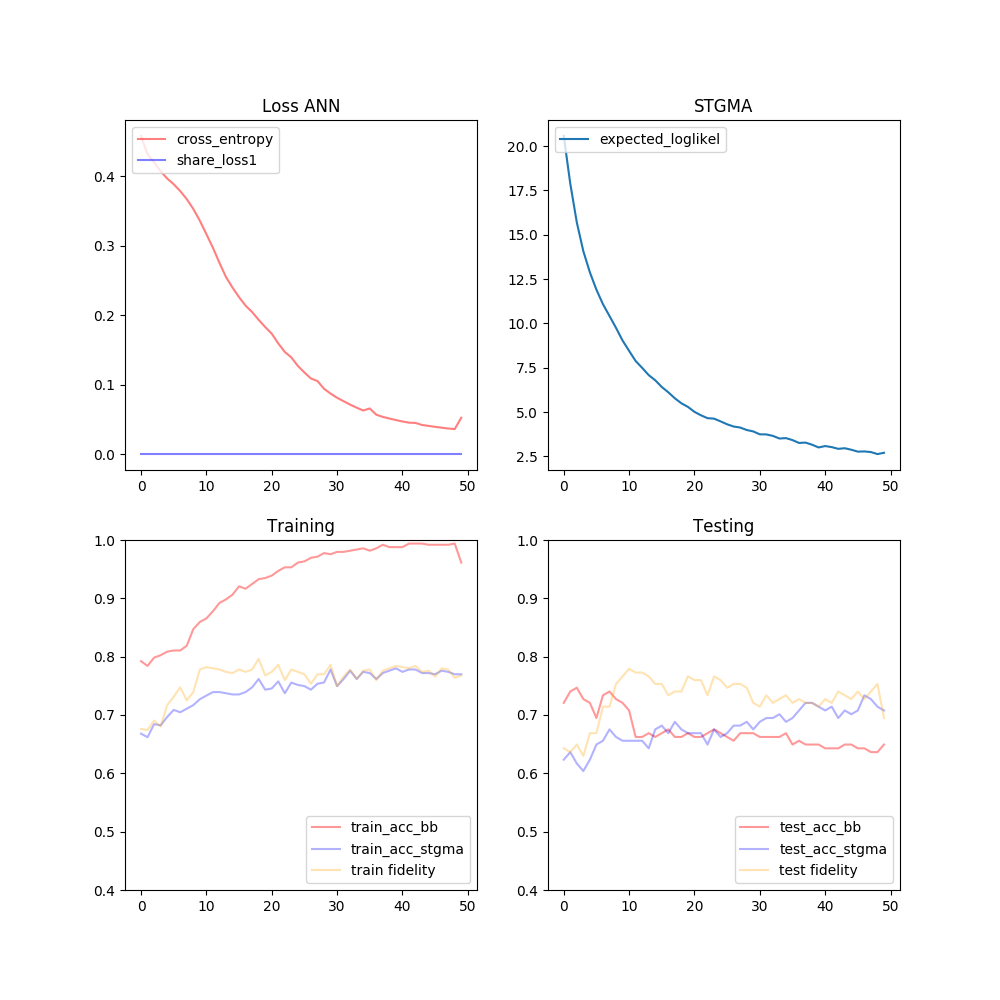 Loss ANN
cross_entropy
share_loss1
0.4
0.3
0.2
0.1
0.0
0 10 20 30 40 50
STGMA
expected_loglikel
20.0
17.5
15.0
12.5
10.0
7.5
5.0
2.5
0 10 20 30 40 50
Training
1.0
0.9
0.8
0.7
0.6
0.5
0.4
train_acc_bb
train_acc_stgma
train fidelity
0 10 20 30 40 50
Testing
1.0
0.9
0.8
0.7
0.6
0.5
0.4
test_acc_bb
test_acc_stgma
test fidelity
0 10 20 30 40 50